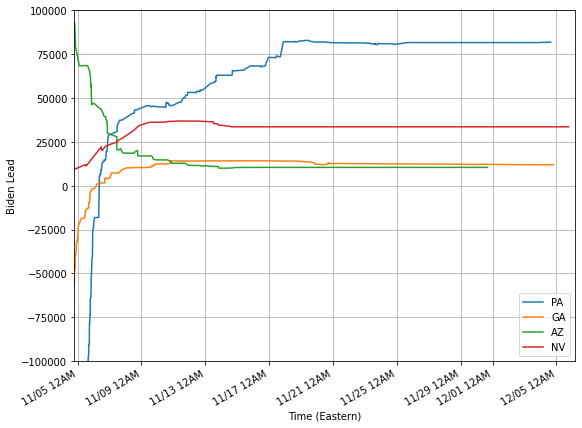 100000
75000
50000
25000
0
−25000
−50000
−75000
−100000
Biden Lead
PA
GA
AZ
NV
11/05 12AM
11/09 12AM
11/13 12AM
11/17 12AM
11/21 12AM
11/25 12AM
11/29 12AM
12/01 12AM
12/05 12AM
Time (Eastern)